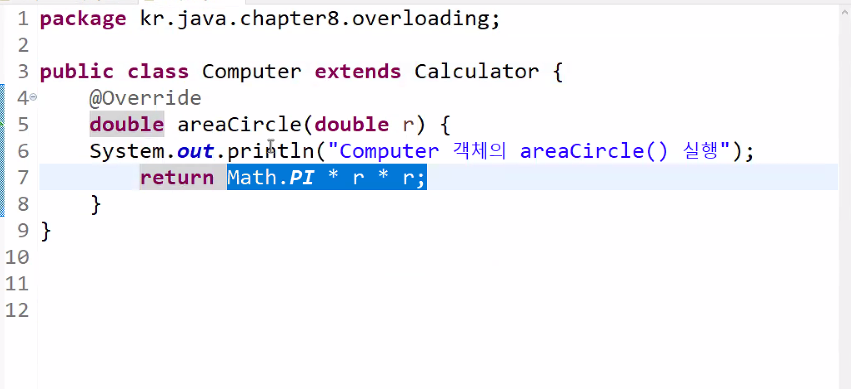 1 package kr.java.chapter8.overloading;
2
3 public class Computer extends Calculator {
4 @Override
5 double areaCircle(double r) {
6 System.out.println("Computer 객체의 areaCircle() 실행");
7 return Math.PI * r * r;
8 }
9 }
10
11
12